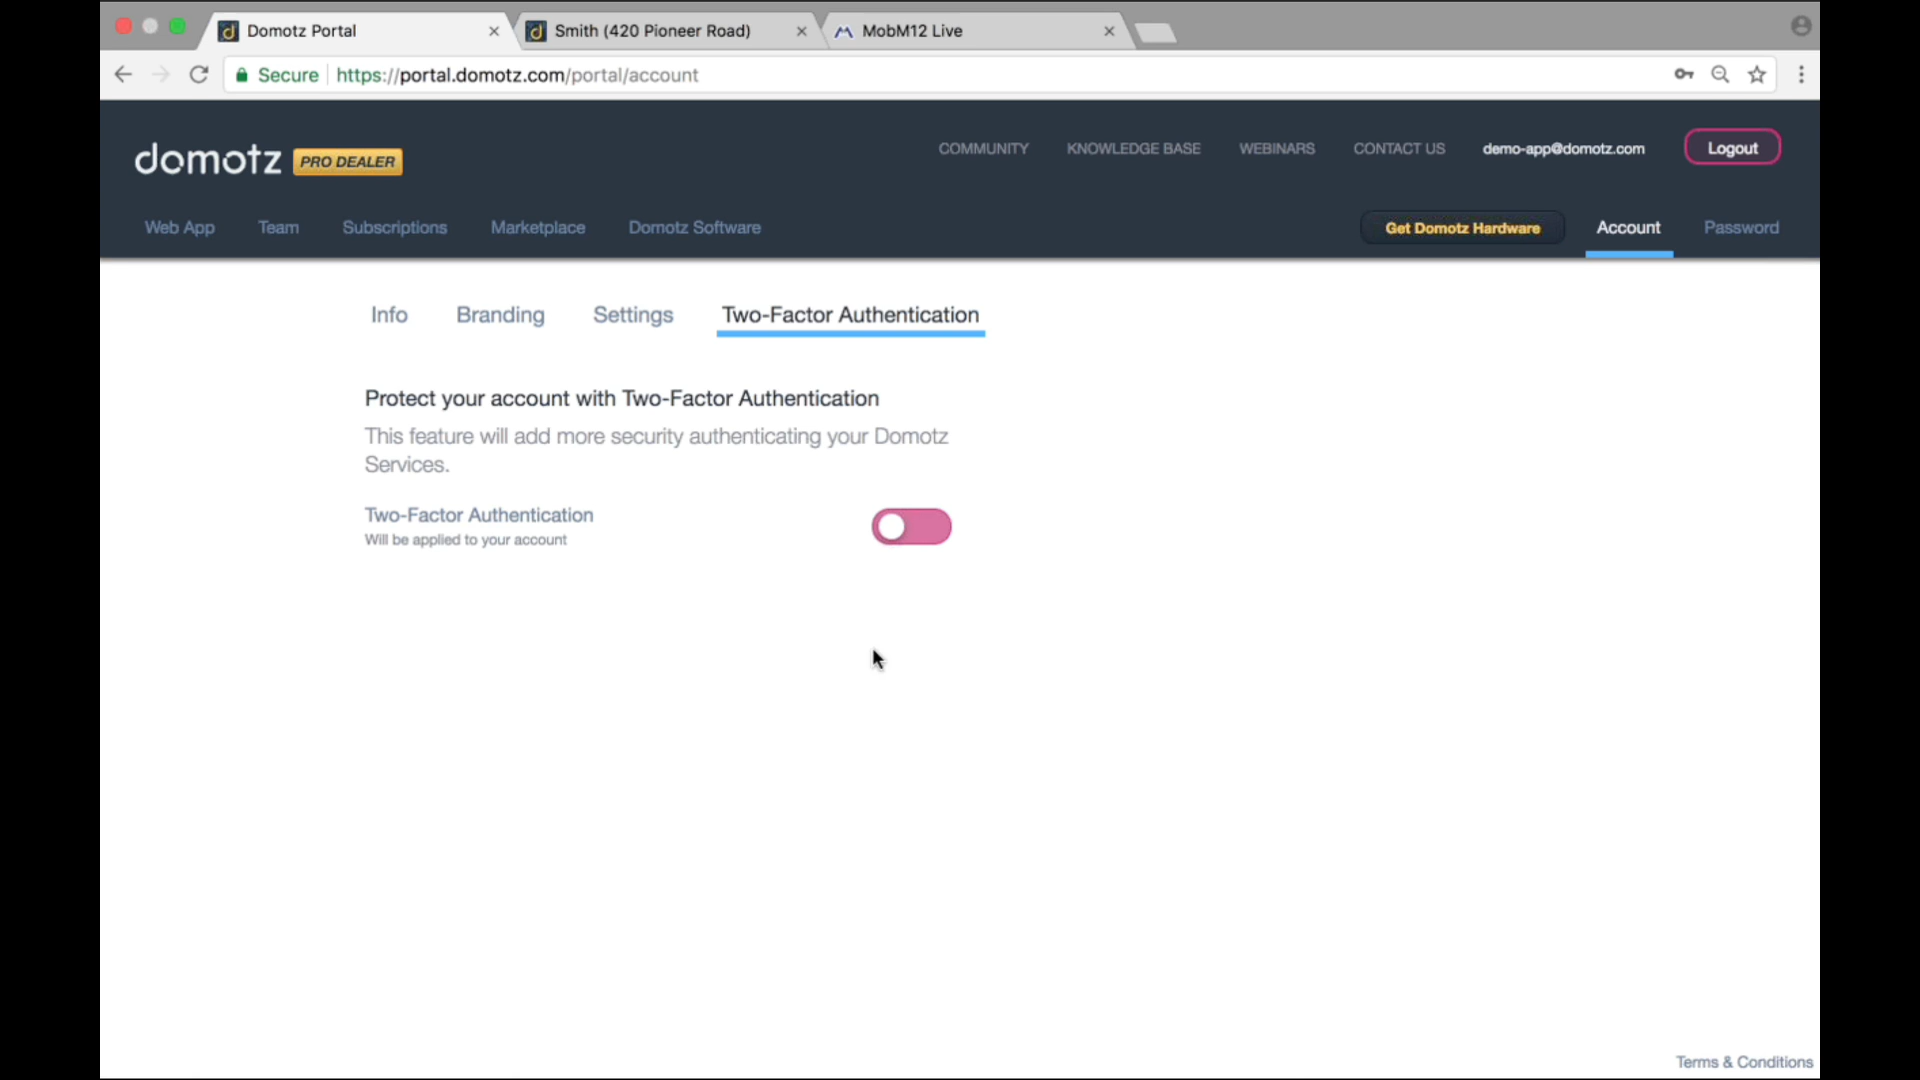 Domotz Portal
Smith (420 Pioneer Road)
MobM12 Live
Secure https://portal.domotz.com/portal/account
domotz PRO DEALER
COMMUNITY KNOWLEDGE BASE WEBINARS CONTACT US demo-app@domotz.com Logout
Web App Team Subscriptions Marketplace Domotz Software Get Domotz Hardware Account Password
Info Branding Settings Two-Factor Authentication
Protect your account with Two-Factor Authentication
This feature will add more security authenticating your Domotz
Services.
Two-Factor Authentication
Will be applied to your account
Terms & Conditions